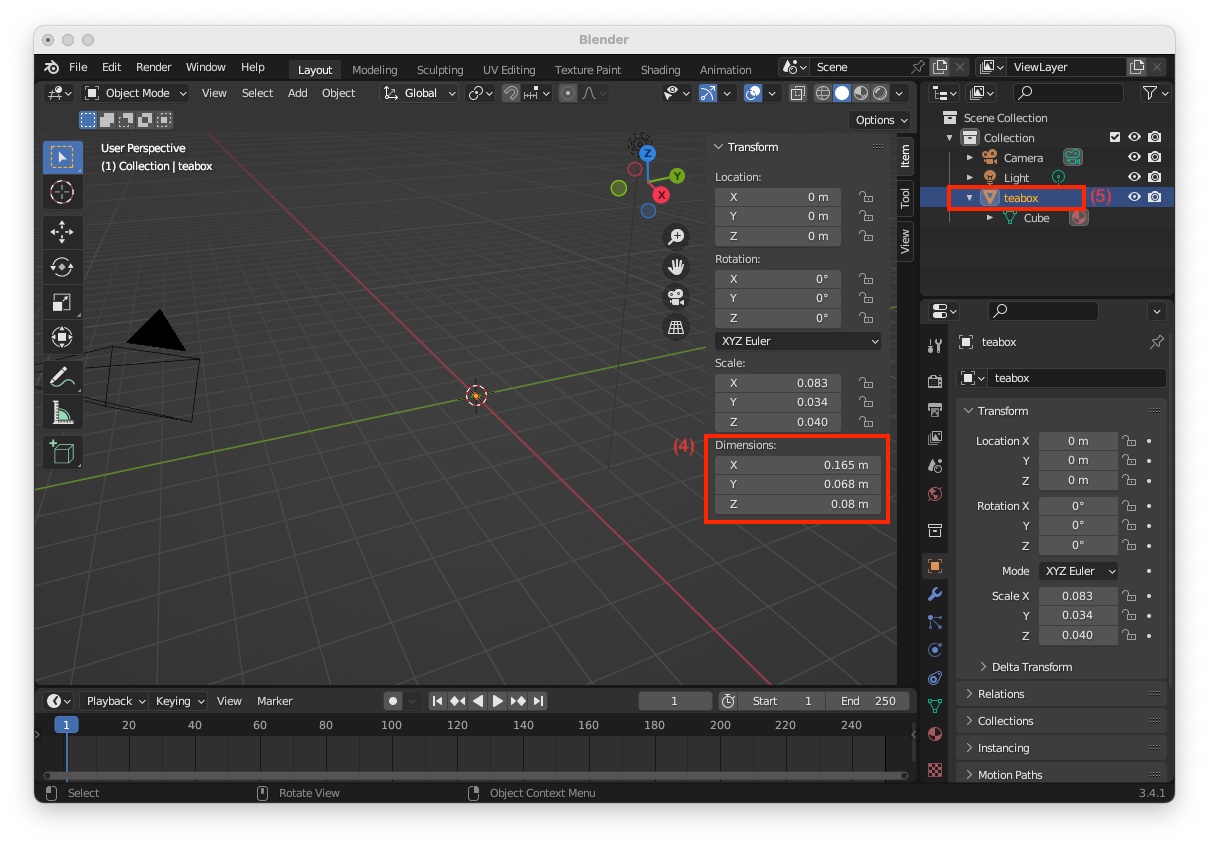 Blender
File Edit Render Window Help Layout Modeling Sculpting UV Editing Texture Paint Shading Animation Scene ViewLayer
Object Mode View Select Add Object Global
Options
User Perspective
(1) Collection | teabox
Z
Y
X
Transform
Location:
X 0 m
Y 0 m
Z 0 m
Rotation:
X 0°
Y 0°
Z 0°
XYZ Euler
Scale:
X 0.083
Y 0.034
Z 0.040
(4) Dimensions:
X 0.165 m
Y 0.068 m
Z 0.08 m
Item
Tool
View
Scene Collection
Collection
Camera
Light
teabox (5)
Cube
teabox
teabox
Transform
Location X 0 m
Y 0 m
Z 0 m
Rotation X 0°
Y 0°
Z 0°
Mode XYZ Euler
Scale X 0.083
Y 0.034
Z 0.040
Delta Transform
Relations
Collections
Instancing
Motion Paths
Playback Keying View Marker 1 Start 1 End 250
1 20 40 60 80 100 120 140 160 180 200 220 240
Select Rotate View Object Context Menu 3.4.1